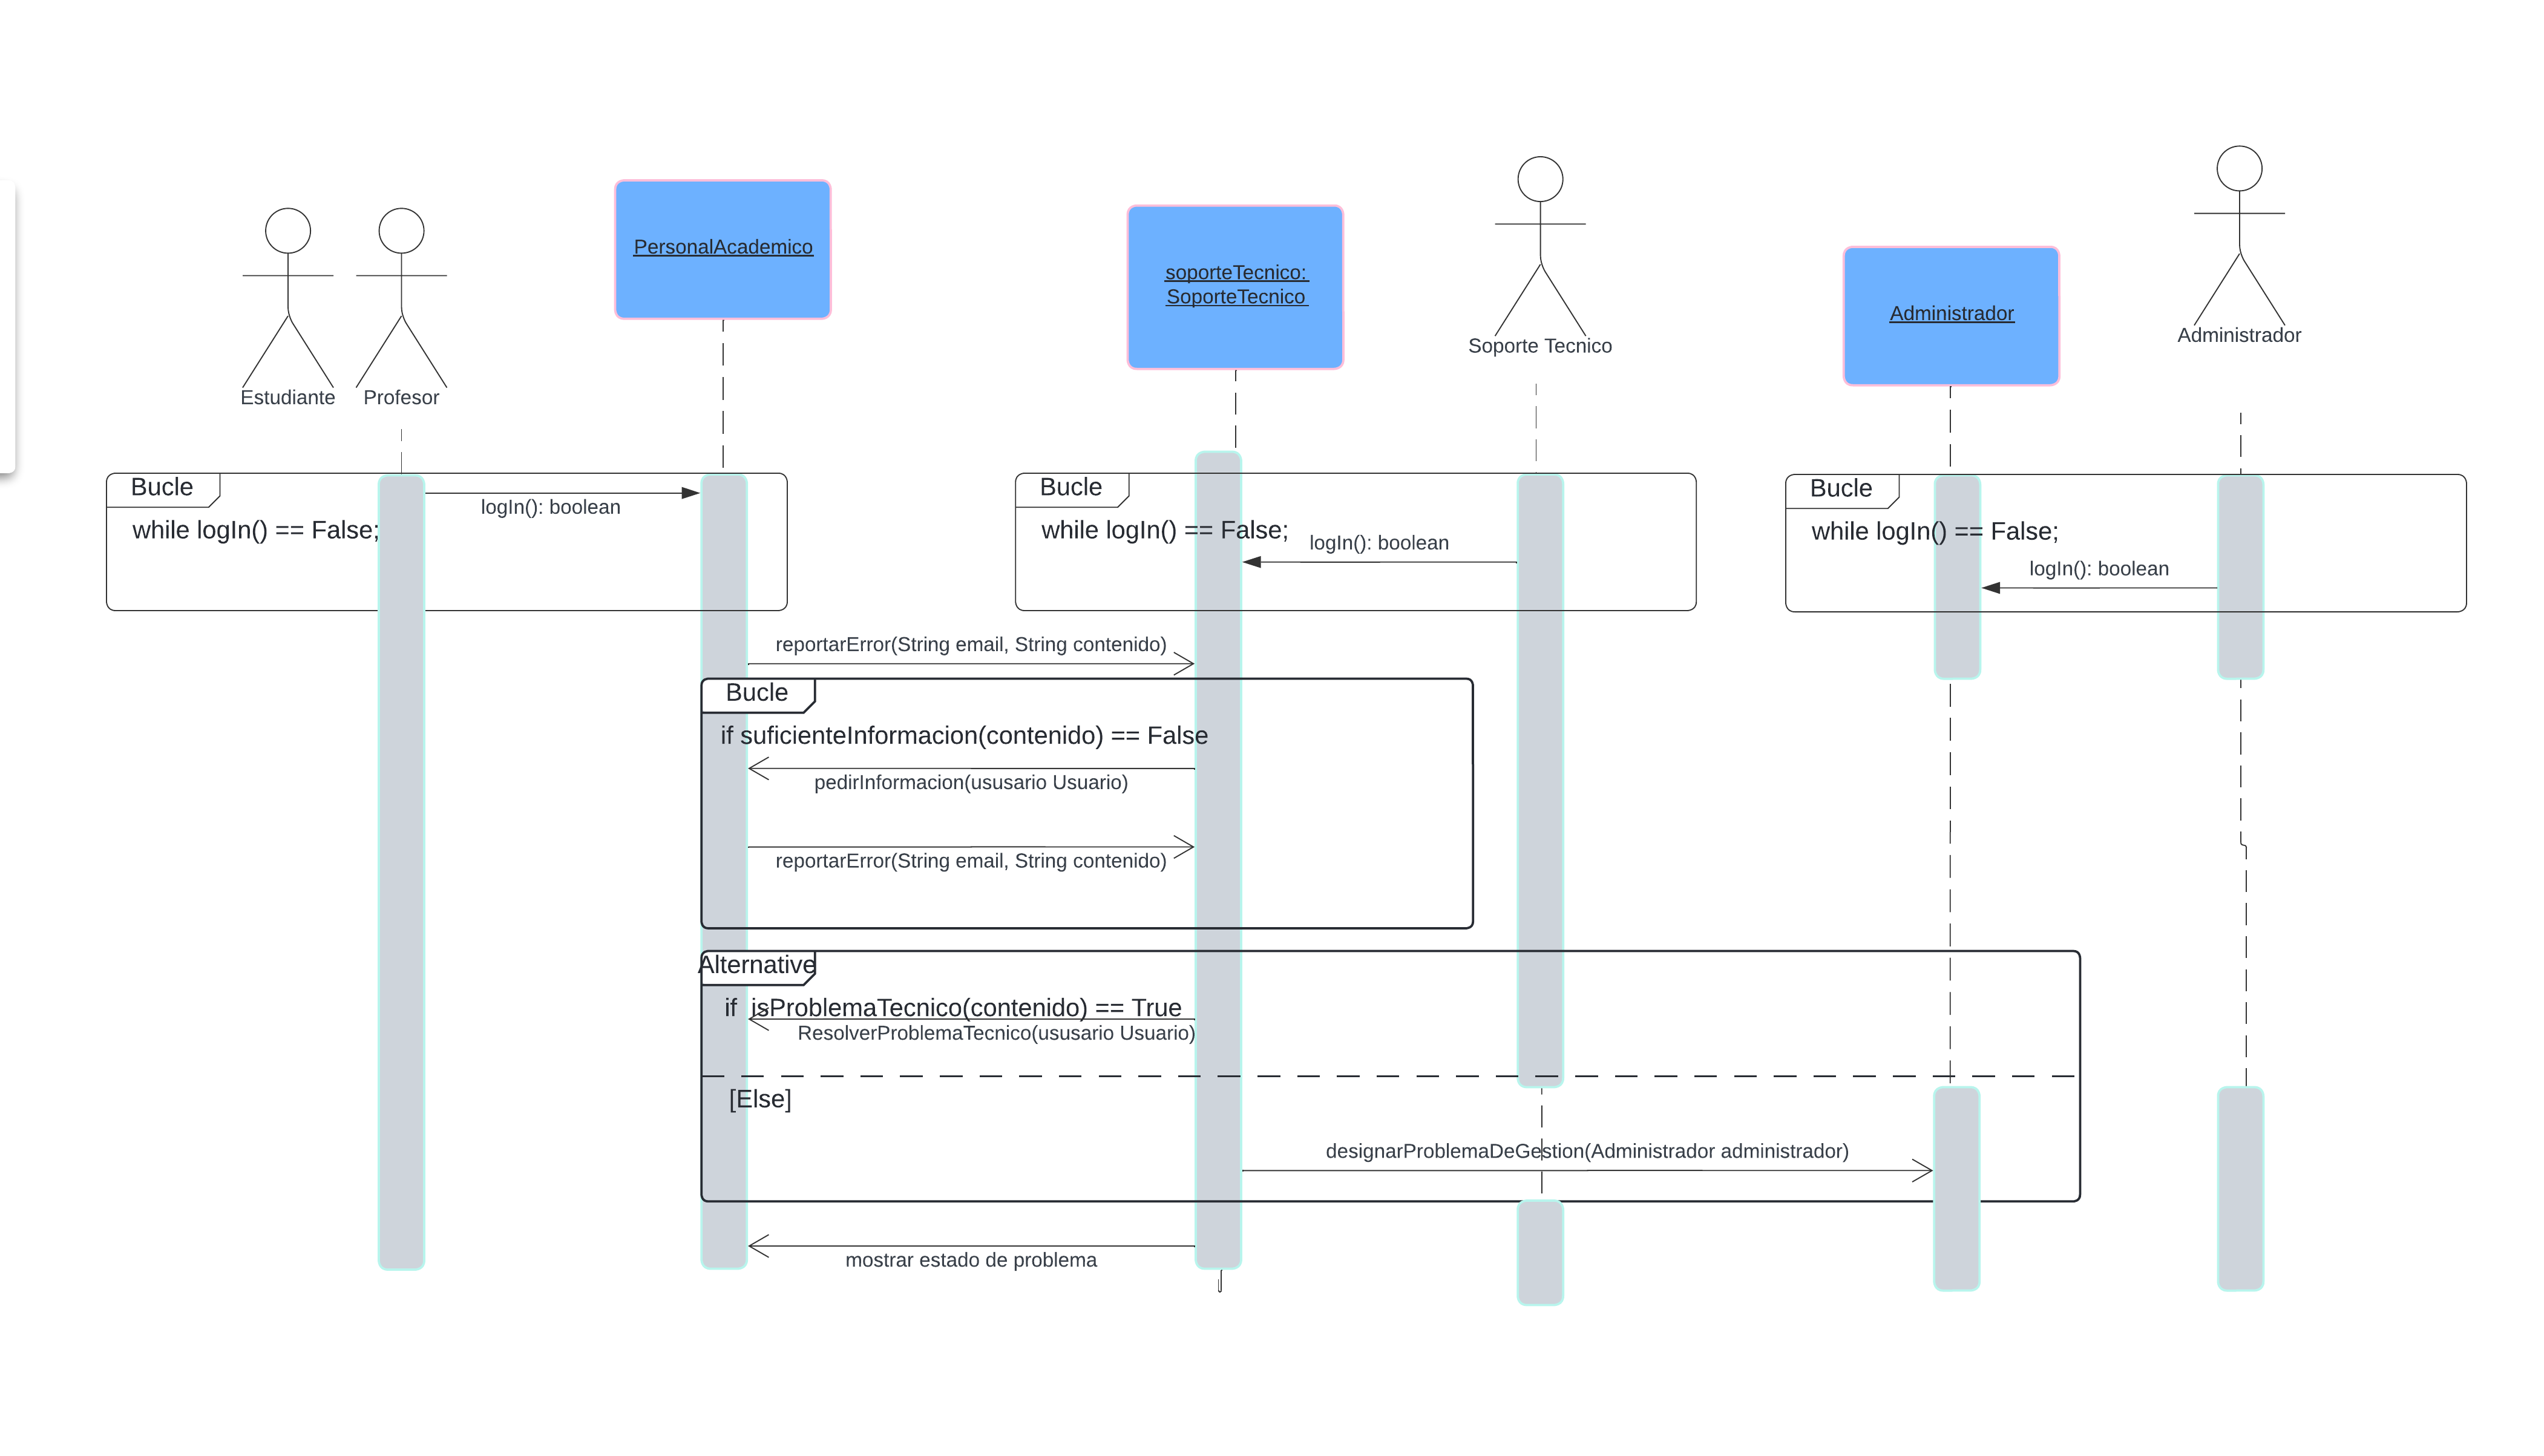 PersonalAcademico
soporteTecnico:
SoporteTecnico
Soporte Tecnico
Administrador
Administrador
Estudiante
Profesor
Bucle
logIn(): boolean
while logIn() == False;
Bucle
while logIn() == False;
logIn(): boolean
Bucle
while logIn() == False;
logIn(): boolean
reportarError(String email, String contenido)
Bucle
if suficienteInformacion(contenido) == False
pedirInformacion(ususario Usuario)
reportarError(String email, String contenido)
Alternative
if  isProblemaTecnico(contenido) == True
ResolverProblemaTecnico(ususario Usuario)
[Else]
designarProblemaDeGestion(Administrador administrador)
mostrar estado de problema